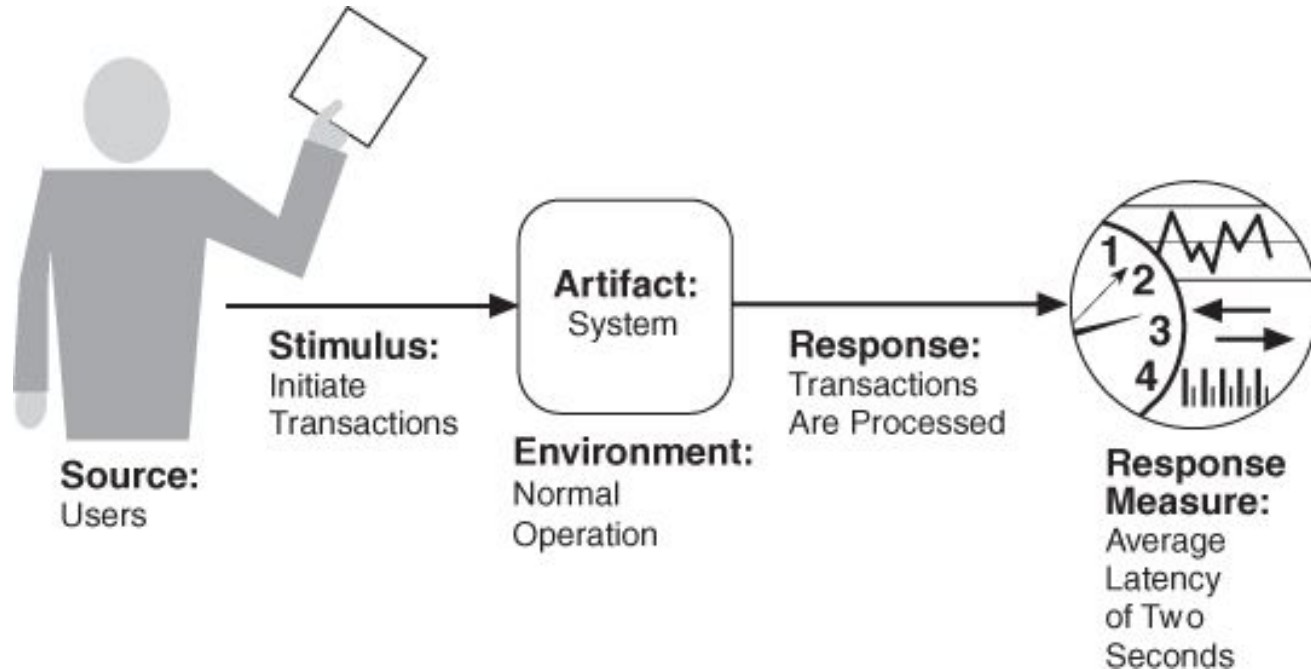 Source:
Users
Stimulus:
Initiate
Transactions
Artifact:
System
Environment:
Normal
Operation
Response:
Transactions
Are Processed
1
2
3
4
Response
Measure:
Average
Latency
of Two
Seconds